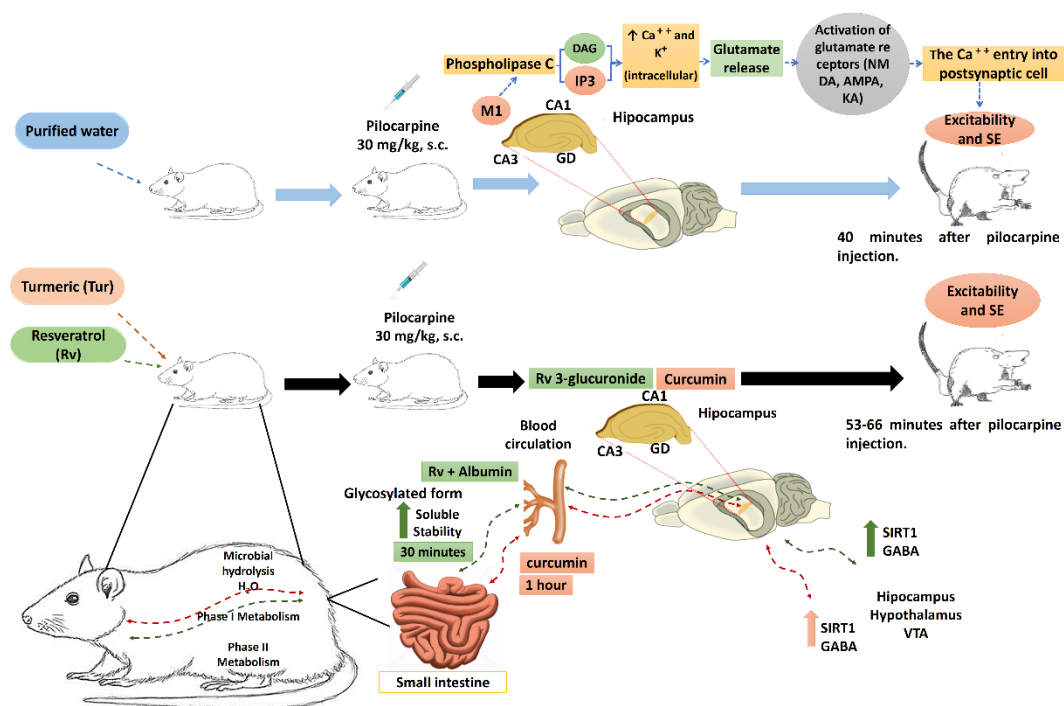 Purified water
Pilocarpine
30 mg/kg, s.c.
M1
Phospholipase C
DAG
IP3
↑ Ca⁺⁺ and
K⁺
(intracellular)
Glutamate
release
Activation of
glutamate re
ceptors (NM
DA, AMPA,
KA)
The Ca⁺⁺ entry into
postsynaptic cell
CA1
Hippocampus
CA3
GD
Excitability
and SE
40 minutes after pilocarpine
injection.
Turmeric (Tur)
Resveratrol
(Rv)
Pilocarpine
30 mg/kg, s.c.
Rv 3-glucuronide
Curcumin
CA1
Hippocampus
CA3
GD
Excitability
and SE
53-66 minutes after pilocarpine
injection.
Blood
circulation
Rv + Albumin
Glycosylated form
Soluble
Stability
30 minutes
curcumin
1 hour
Small intestine
Microbial
hydrolysis
H₂O
Phase I Metabolism
Phase II
Metabolism
SIRT1
GABA
SIRT1
GABA
Hippocampus
Hypothalamus
VTA